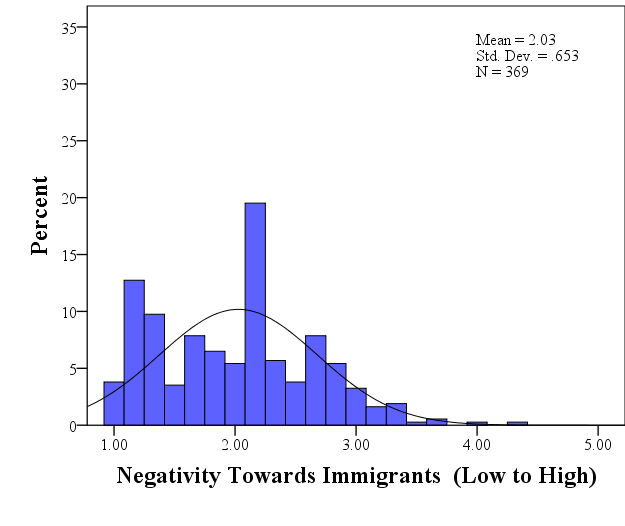 Mean = 2.03
Std. Dev. = .653
N = 369
35
30
25
20
15
10
5
0
Percent
1.00 2.00 3.00 4.00 5.00
Negativity Towards Immigrants (Low to High)